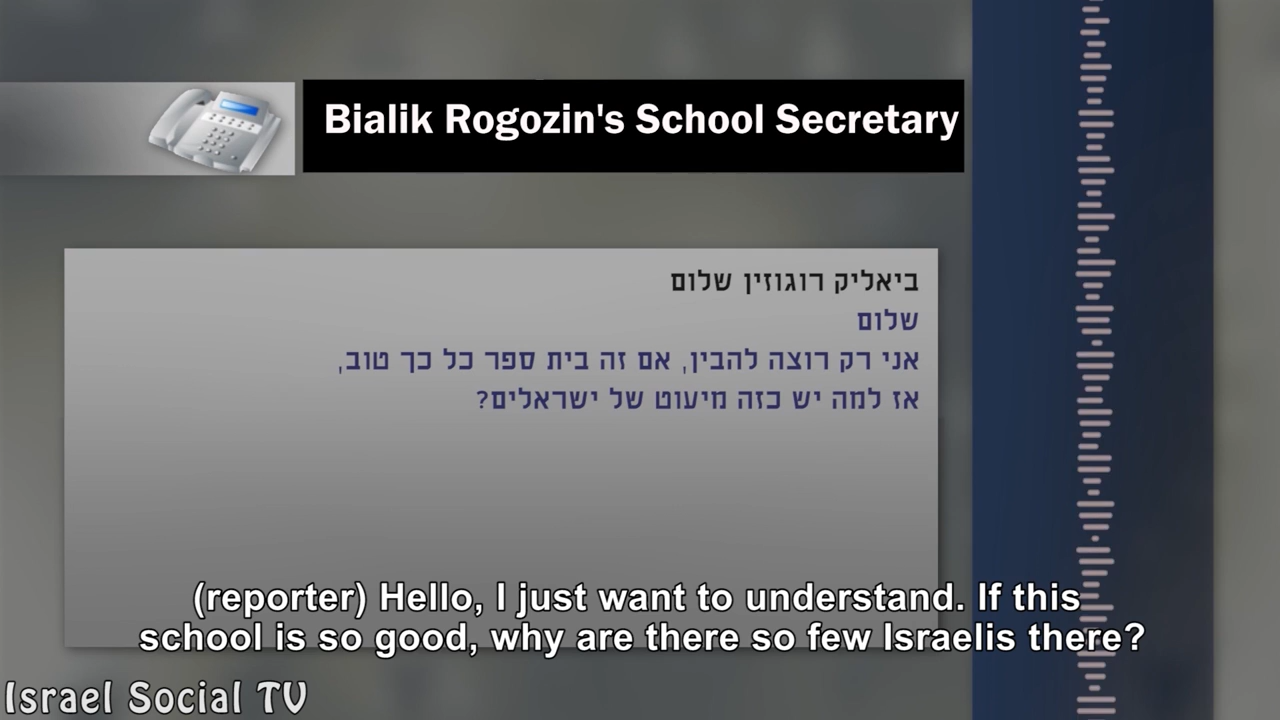 Bialik Rogozin's School Secretary
ביאליק רוגוזין שלום
שלום
אני רק רוצה להבין, אם זה בית ספר כל כך טוב,
אז למה יש כזה מיעוט של ישראלים?
(reporter) Hello, I just want to understand. If this
school is so good, why are there so few Israelis there?
Israel Social TV